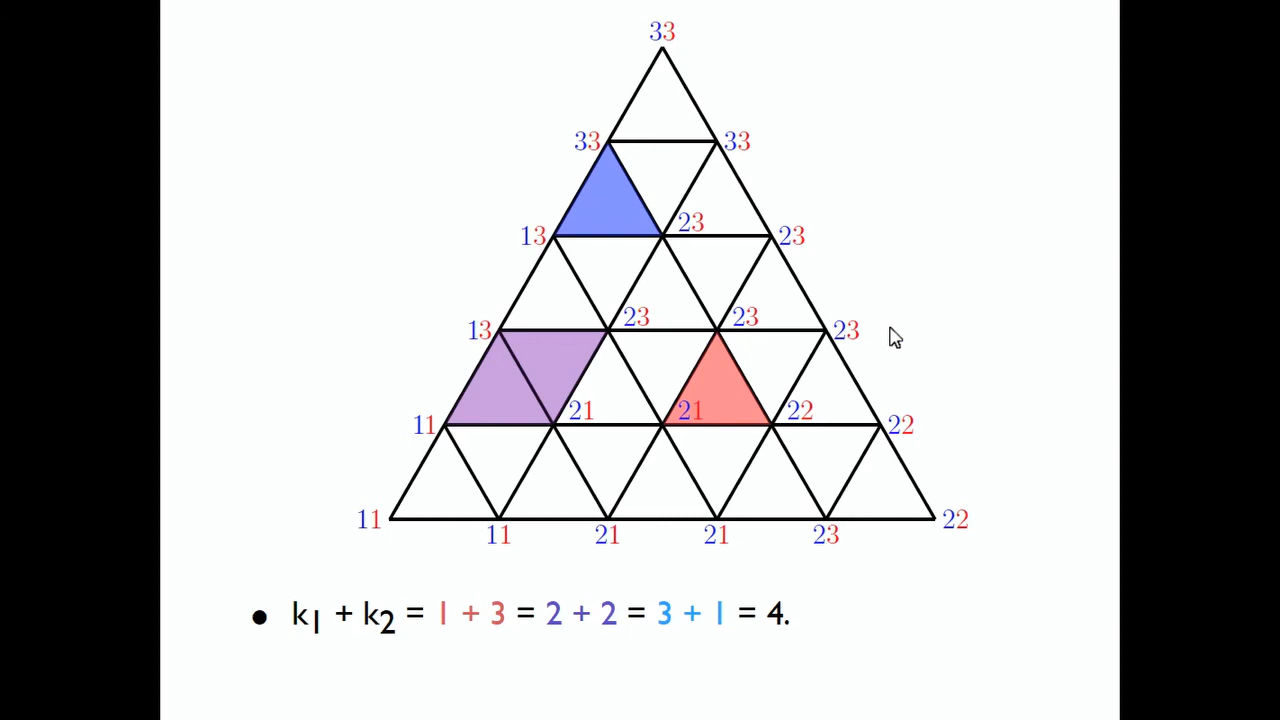 33
33 33
13 23 23
13 23 23 23
11 21 21 22 22
11 11 21 21 23 22
• k₁ + k₂ = 1 + 3 = 2 + 2 = 3 + 1 = 4.